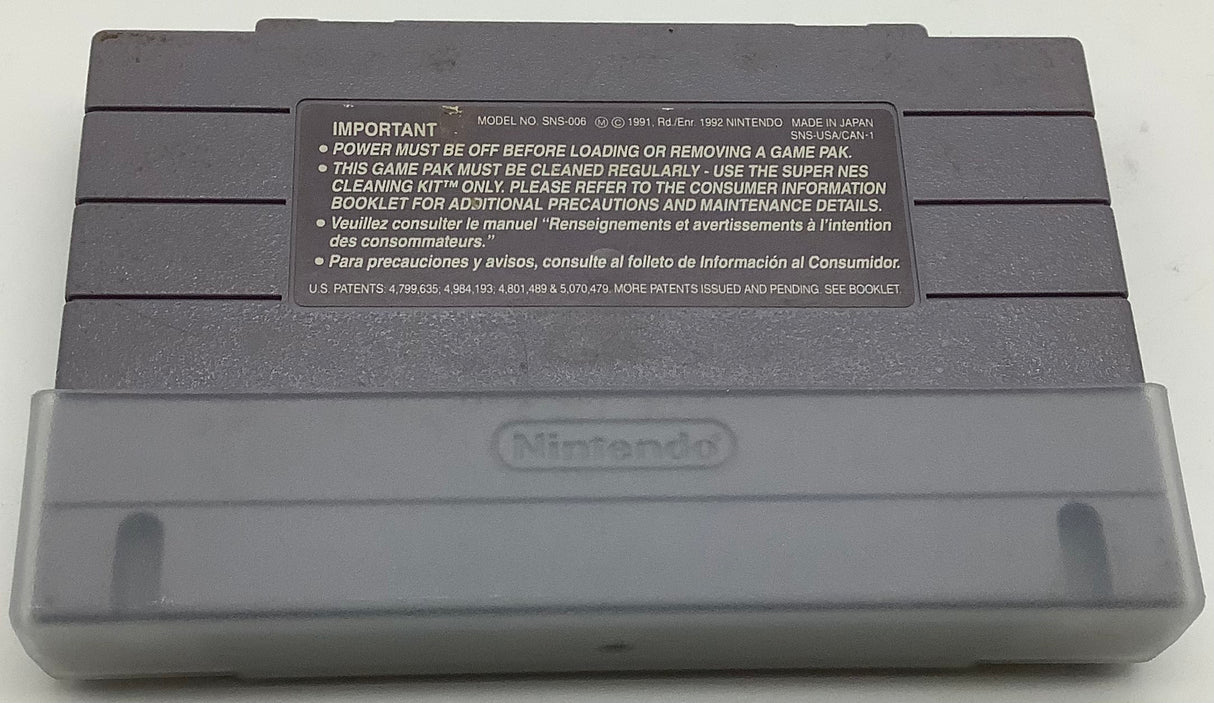 IMPORTANT MODEL NO. SNS-006 Ⓜ © 1991, Rd./Enr. 1992 NINTENDO MADE IN JAPAN
SNS-USA/CAN-1
• POWER MUST BE OFF BEFORE LOADING OR REMOVING A GAME PAK.
• THIS GAME PAK MUST BE CLEANED REGULARLY - USE THE SUPER NES
CLEANING KIT™ ONLY. PLEASE REFER TO THE CONSUMER INFORMATION
BOOKLET FOR ADDITIONAL PRECAUTIONS AND MAINTENANCE DETAILS.
• Veuillez consulter le manuel “Renseignements et avertissements à l’intention
des consommateurs.”
• Para precauciones y avisos, consulte al folleto de Información al Consumidor.
U.S. PATENTS: 4,799,635; 4,984,193; 4,801,489 & 5,070,479. MORE PATENTS ISSUED AND PENDING. SEE BOOKLET.
Nintendo